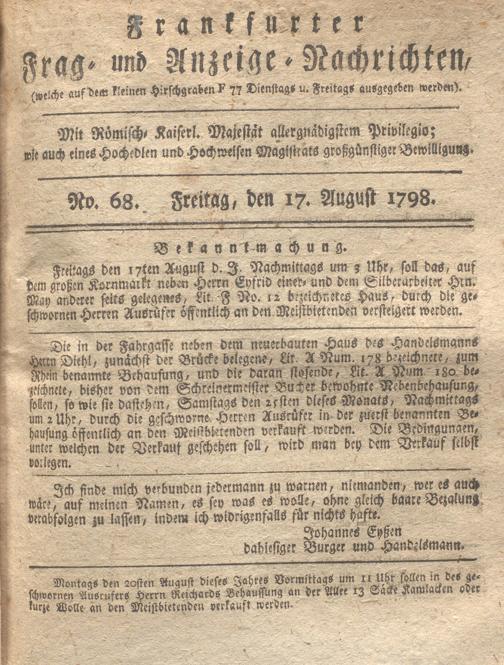 Frankfurter
Frag- und Anzeige-Nachrichten,
(welche auf dem kleinen Hirschgraben F 77 Dienstags u. Freitags ausgegeben werden).
Mit Römisch-Kaiserl. Majestät allergnädigstem Privilegio;
wie auch eines Hochedlen und Hochweisen Magistrats großgünstiger Bewilligung.
No. 68. Freitag, den 17. August 1798.
Bekanntmachung.
Freitags den 17ten August d. J. Nachmittags um 3 Uhr, soll das, auf
dem großen Kornmarkt neben Herrn Eyfrid einer- und dem Silberarbeiter Hrn.
May anderer seits gelegenes, Lit. F No. 12 bezeichnetes Haus, durch die ge-
schwornen Herren Ausrüfer öffentlich an den Meistbietenden versteigert werden.
Die in der Fahrgasse neben dem neuerbauten Haus des Handelsmanns
Herrn Diehl, zunächst der Brücke belegene, Lit. A Num. 178 bezeichnete, zum
Rhein benannte Behausung, und die daran stosende, Lit. A Num. 180 be-
zeichnete, bisher von dem Schreinermeister Bucher bewohnte Nebenbehausung,
sollen, so wie sie dastehen, Samstags den 25sten dieses Monats, Nachmittags
um 2 Uhr, durch die geschworne Herren Ausrüfer in der zuerst benannten Be-
hausung öffentlich an den Meistbietenden verkauft werden. Die Bedingungen,
unter welchen der Verkauf geschehen soll, wird man bey dem Verkauf selbst
vorlegen.
Ich finde mich verbunden jedermann zu warnen, niemanden, wer es auch
wäre, auf meinen Namen, es sey was es wolle, ohne gleich baare Bezalung
verabfolgen zu lassen, indem ich widrigenfalls für nichts hafte.
Johannes Eyßen
dahiesiger Burger und Handelsmann.
Montags den 20sten August dieses Jahres Vormittags um 11 Uhr sollen in des ge-
schwornen Ausrufers Herrn Reichards Behaussung an der Allee 13 Säcke Kamlacken oder
kurze Wolle an den Meistbietenden verkauft werden.